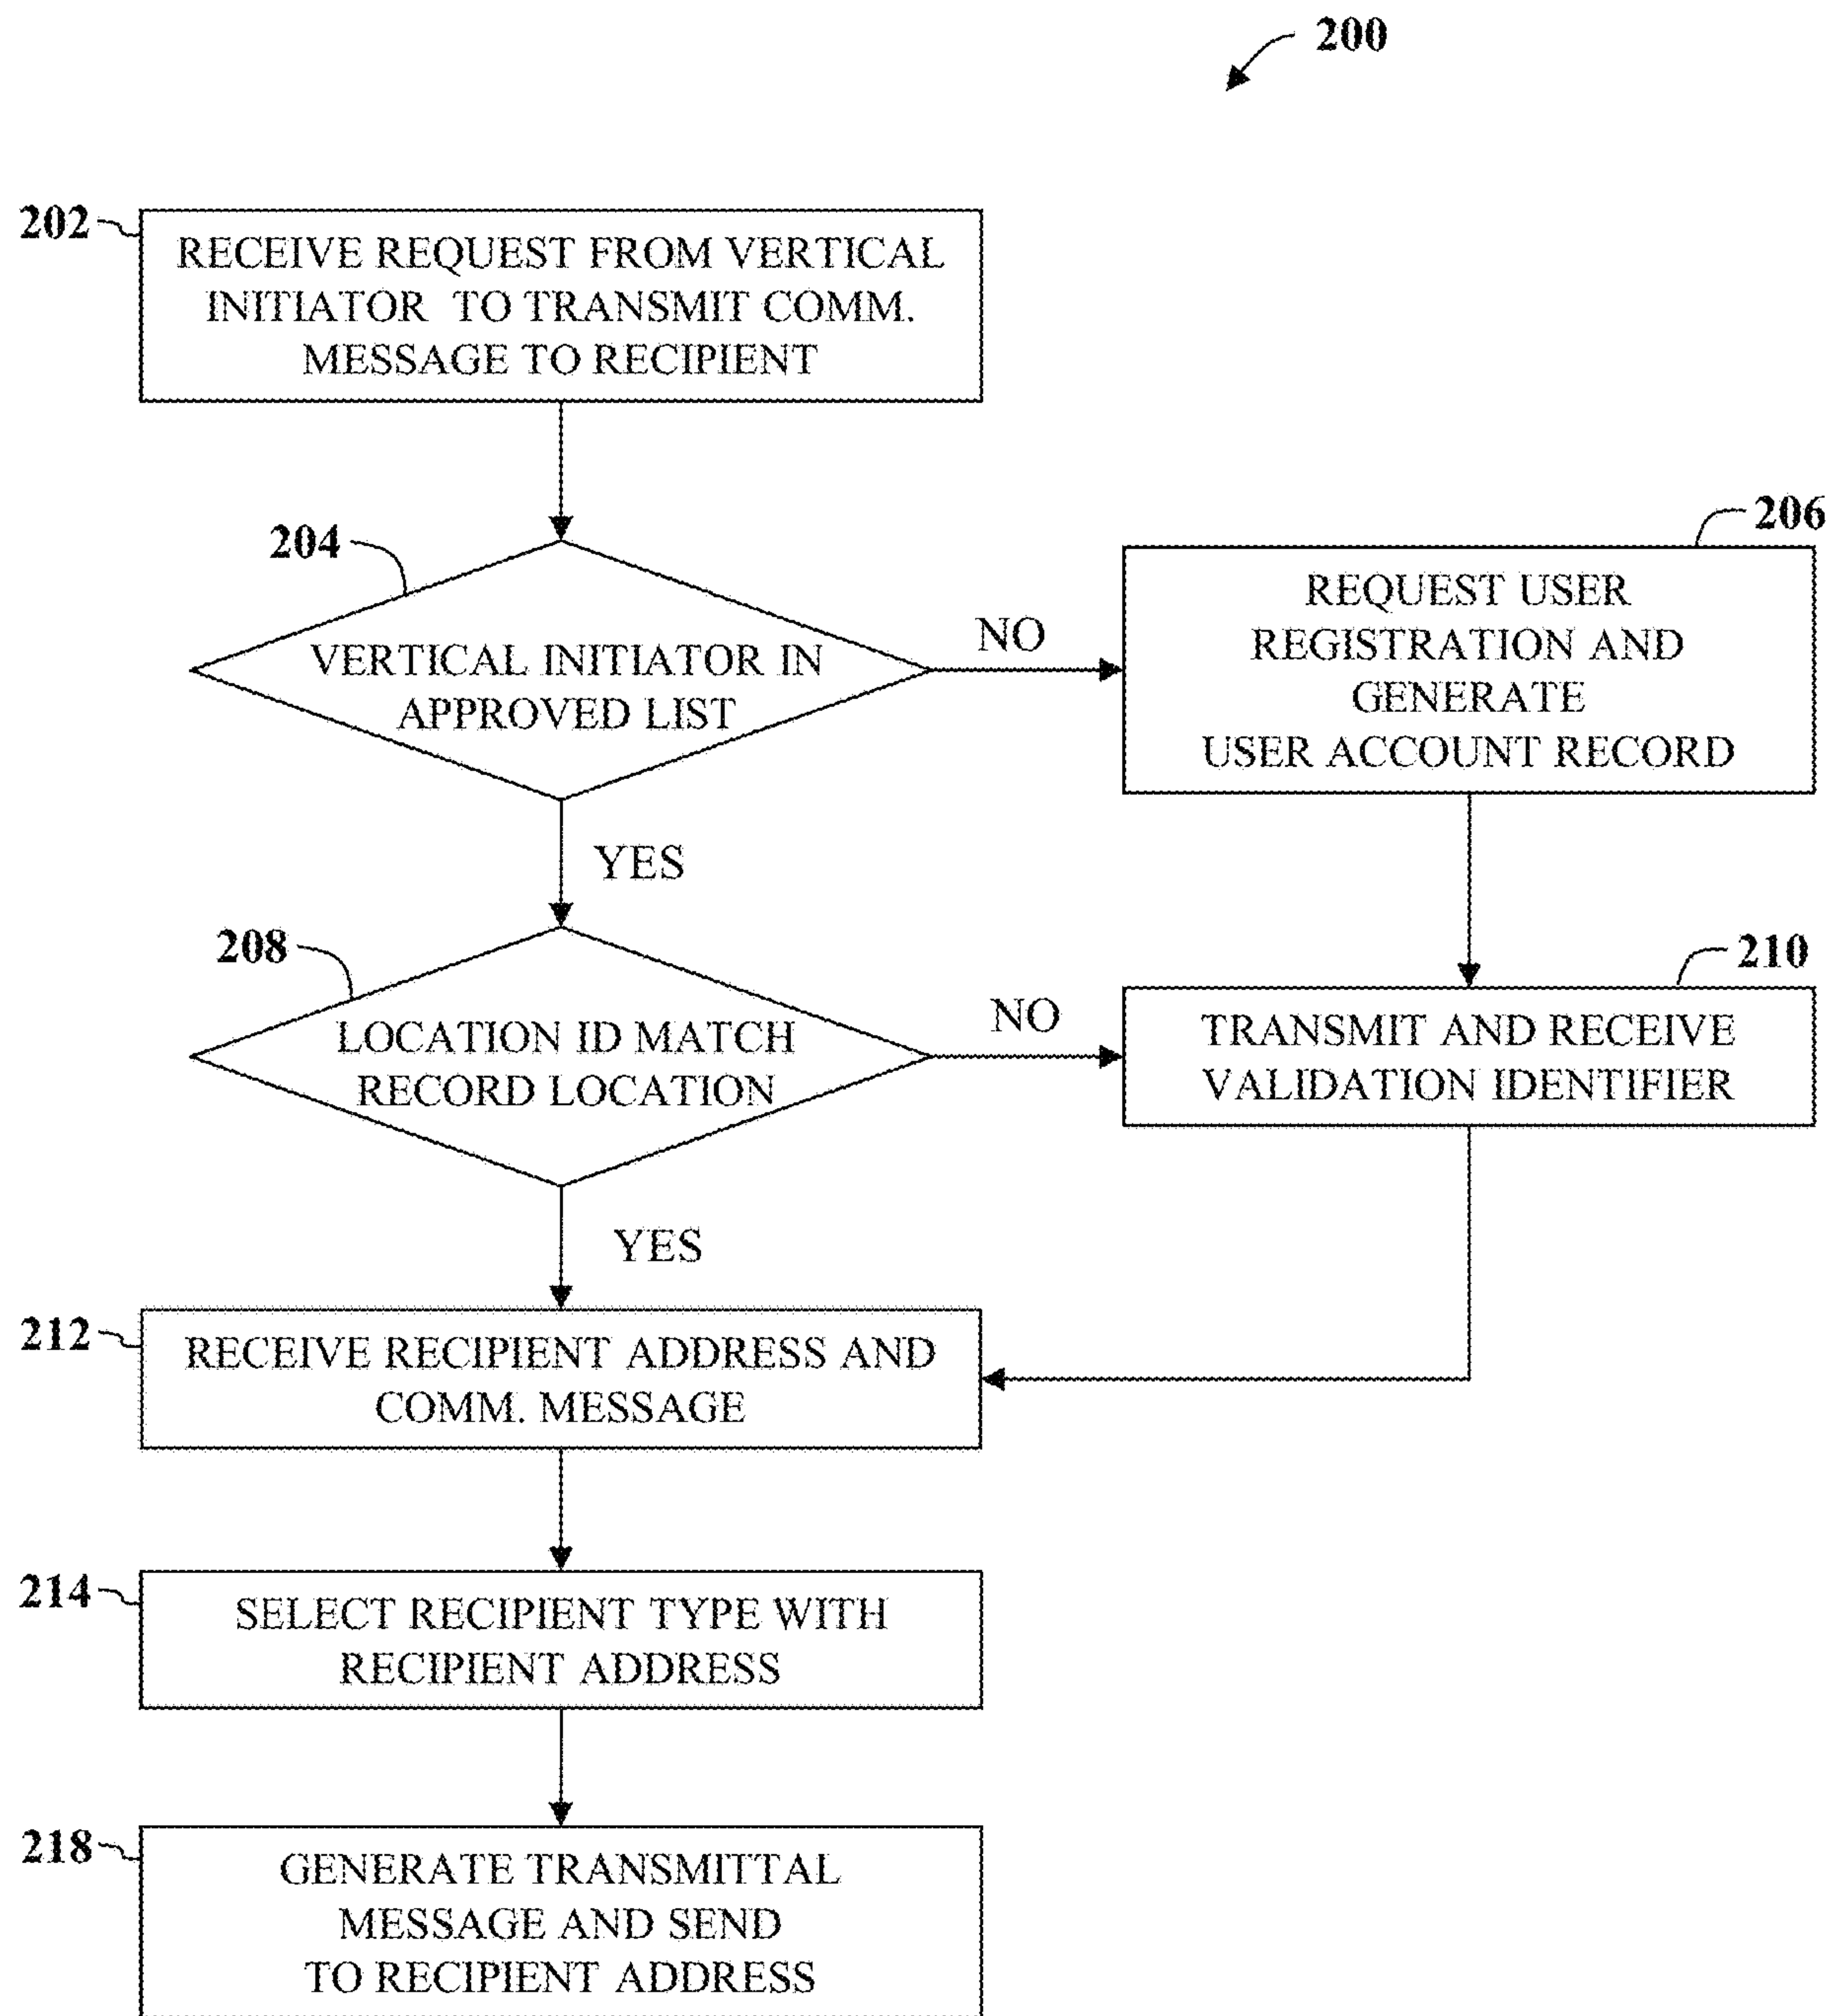 200
202
RECEIVE REQUEST FROM VERTICAL
INITIATOR TO TRANSMIT COMM.
MESSAGE TO RECIPIENT
204
VERTICAL INITIATOR IN
APPROVED LIST
NO
206
REQUEST USER
REGISTRATION AND
GENERATE
USER ACCOUNT RECORD
YES
208
LOCATION ID MATCH
RECORD LOCATION
NO
210
TRANSMIT AND RECEIVE
VALIDATION IDENTIFIER
YES
212
RECEIVE RECIPIENT ADDRESS AND
COMM. MESSAGE
214
SELECT RECIPIENT TYPE WITH
RECIPIENT ADDRESS
218
GENERATE TRANSMITTAL
MESSAGE AND SEND
TO RECIPIENT ADDRESS